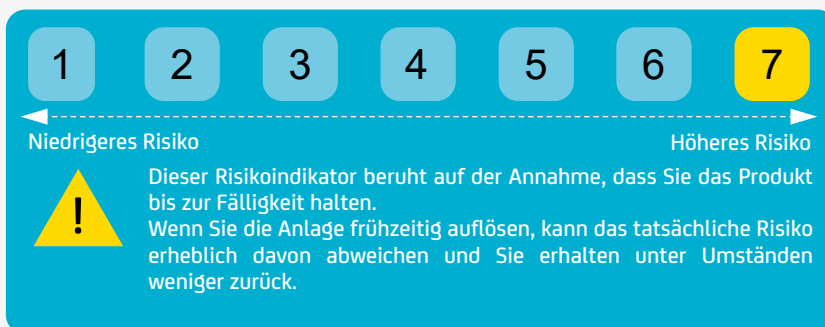 1 2 3 4 5 6 7
Niedrigeres Risiko Höheres Risiko
Dieser Risikoindikator beruht auf der Annahme, dass Sie das Produkt
bis zur Fälligkeit halten.
Wenn Sie die Anlage frühzeitig auflösen, kann das tatsächliche Risiko
erheblich davon abweichen und Sie erhalten unter Umständen
weniger zurück.
!